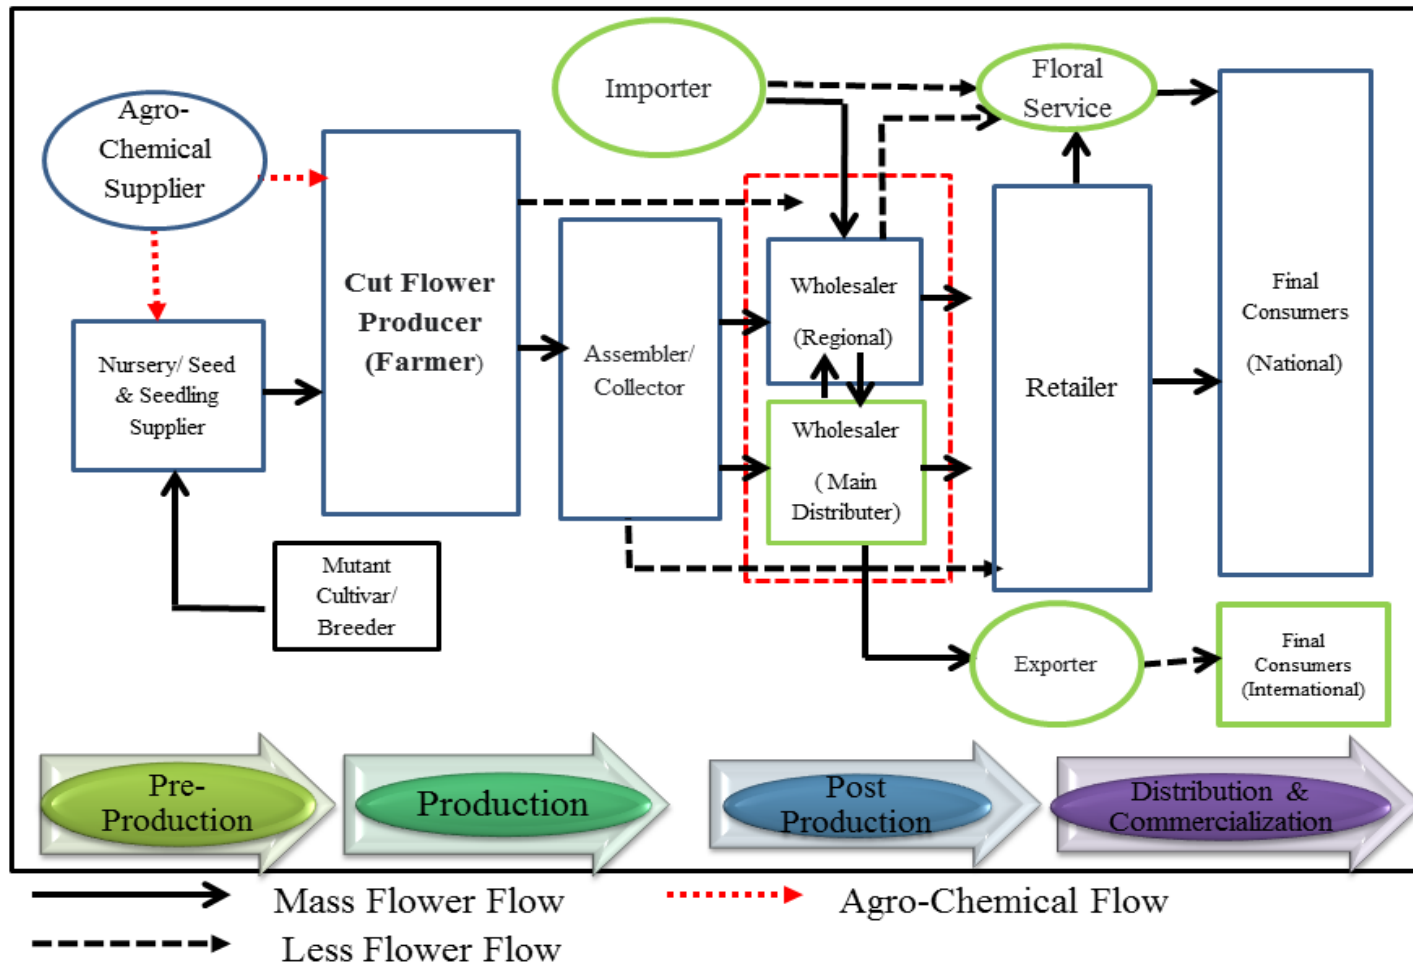 Importer
Floral
Service
Agro-
Chemical
Supplier
Cut Flower
Producer
(Farmer)
Nursery/ Seed
& Seedling
Supplier
Mutant
Cultivar/
Breeder
Assembler/
Collector
Wholesaler
(Regional)
Wholesaler
( Main
Distributer)
Retailer
Final
Consumers
(National)
Exporter
Final
Consumers
(International)
Pre-
Production
Production
Post
Production
Distribution &
Commercialization
Mass Flower Flow
Agro-Chemical Flow
Less Flower Flow